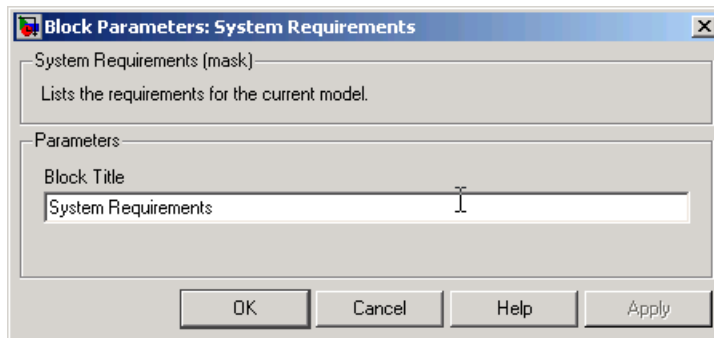 Block Parameters: System Requirements
System Requirements (mask)
Lists the requirements for the current model.
Parameters
Block Title
System Requirements
OK Cancel Help Apply